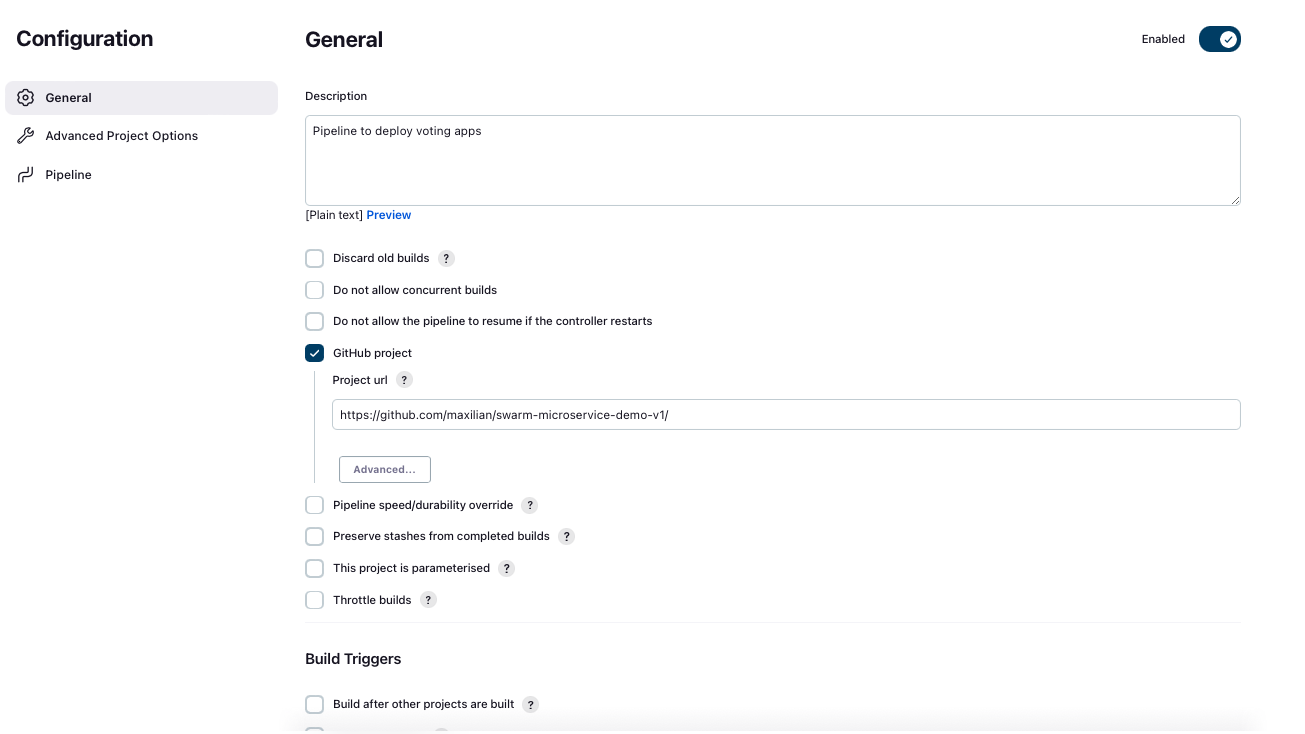 Configuration
General
Advanced Project Options
Pipeline
General
Enabled
Description
Pipeline to deploy voting apps
[Plain text] Preview
Discard old builds ?
Do not allow concurrent builds
Do not allow the pipeline to resume if the controller restarts
GitHub project
Project url ?
https://github.com/maxilian/swarm-microservice-demo-v1/
Advanced...
Pipeline speed/durability override ?
Preserve stashes from completed builds ?
This project is parameterised ?
Throttle builds ?
Build Triggers
Build after other projects are built ?